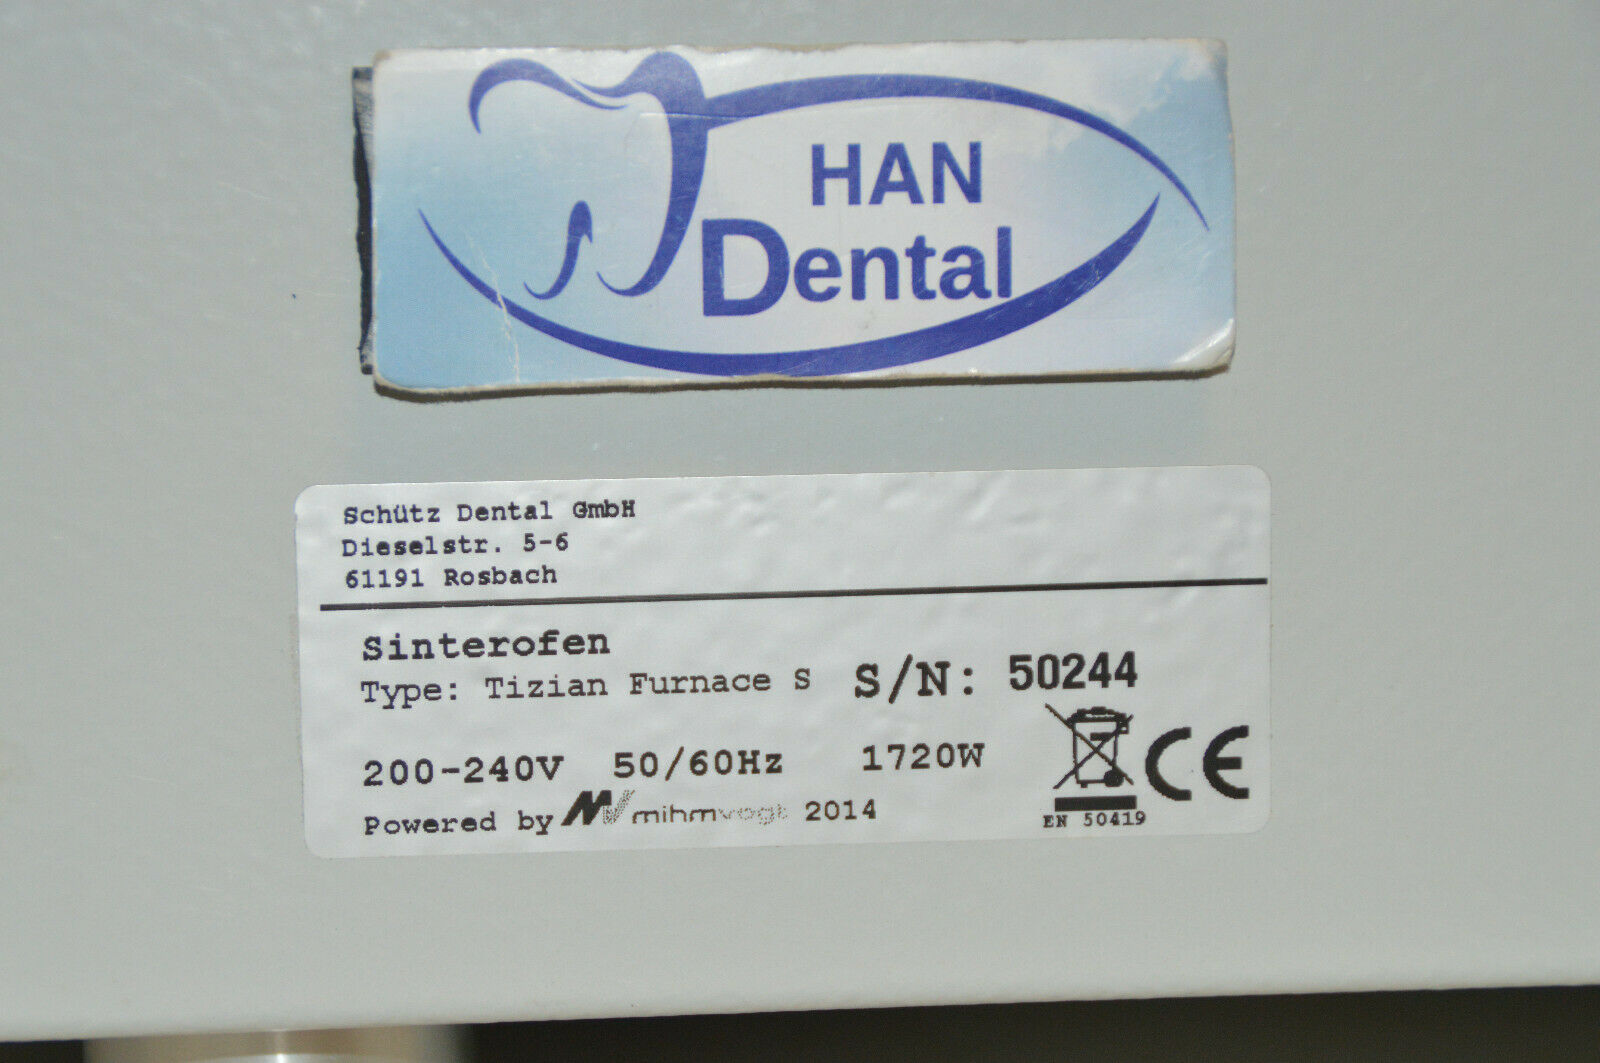 HAN
Dental
Schütz Dental GmbH
Dieselstr. 5-6
61191 Rosbach
Sinterofen
Type: Tizian Furnace S S/N: 50244
200-240V 50/60Hz 1720W
Powered by mihmvogt 2014
EN 50419
CE